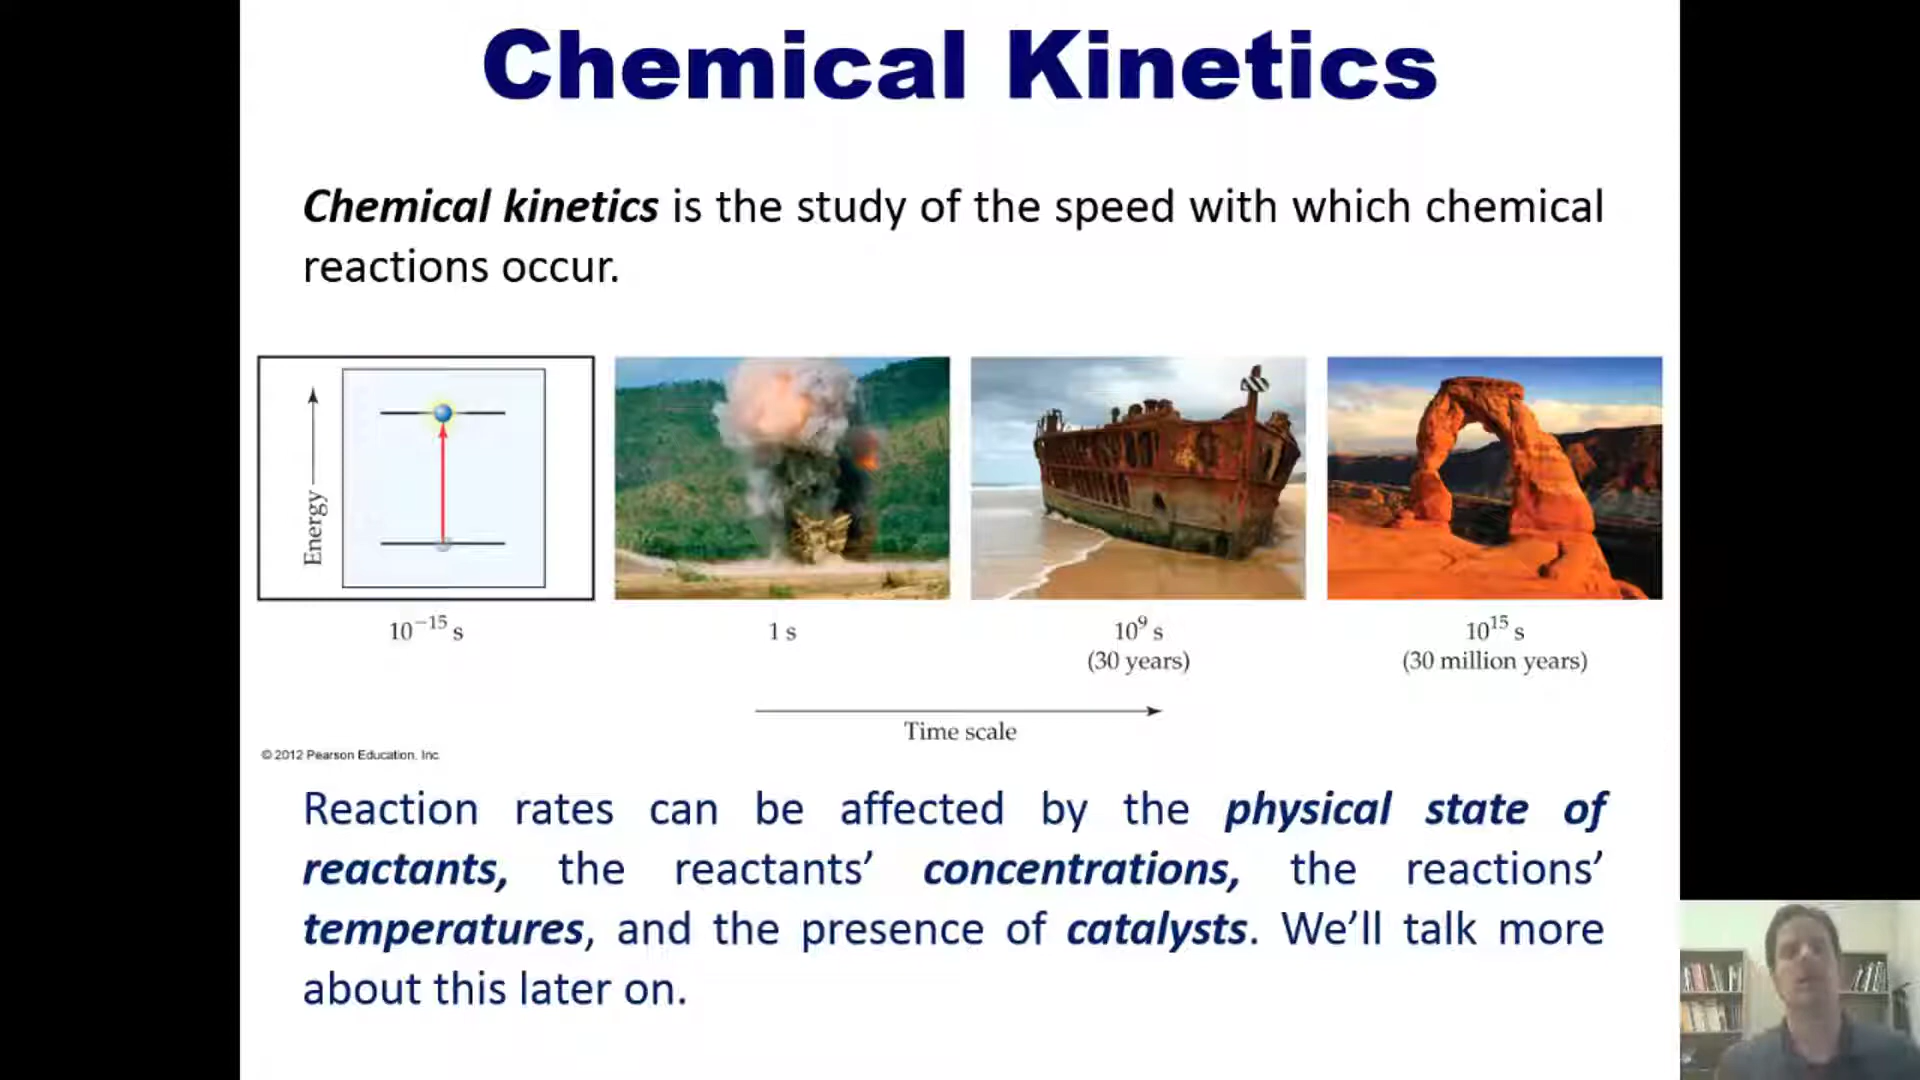 Chemical Kinetics
Chemical kinetics is the study of the speed with which chemical
reactions occur.
Energy
10⁻¹⁵ s
1 s
10⁹ s
(30 years)
10¹⁵ s
(30 million years)
Time scale
© 2012 Pearson Education, Inc.
Reaction rates can be affected by the physical state of
reactants, the reactants’ concentrations, the reactions’
temperatures, and the presence of catalysts. We’ll talk more
about this later on.